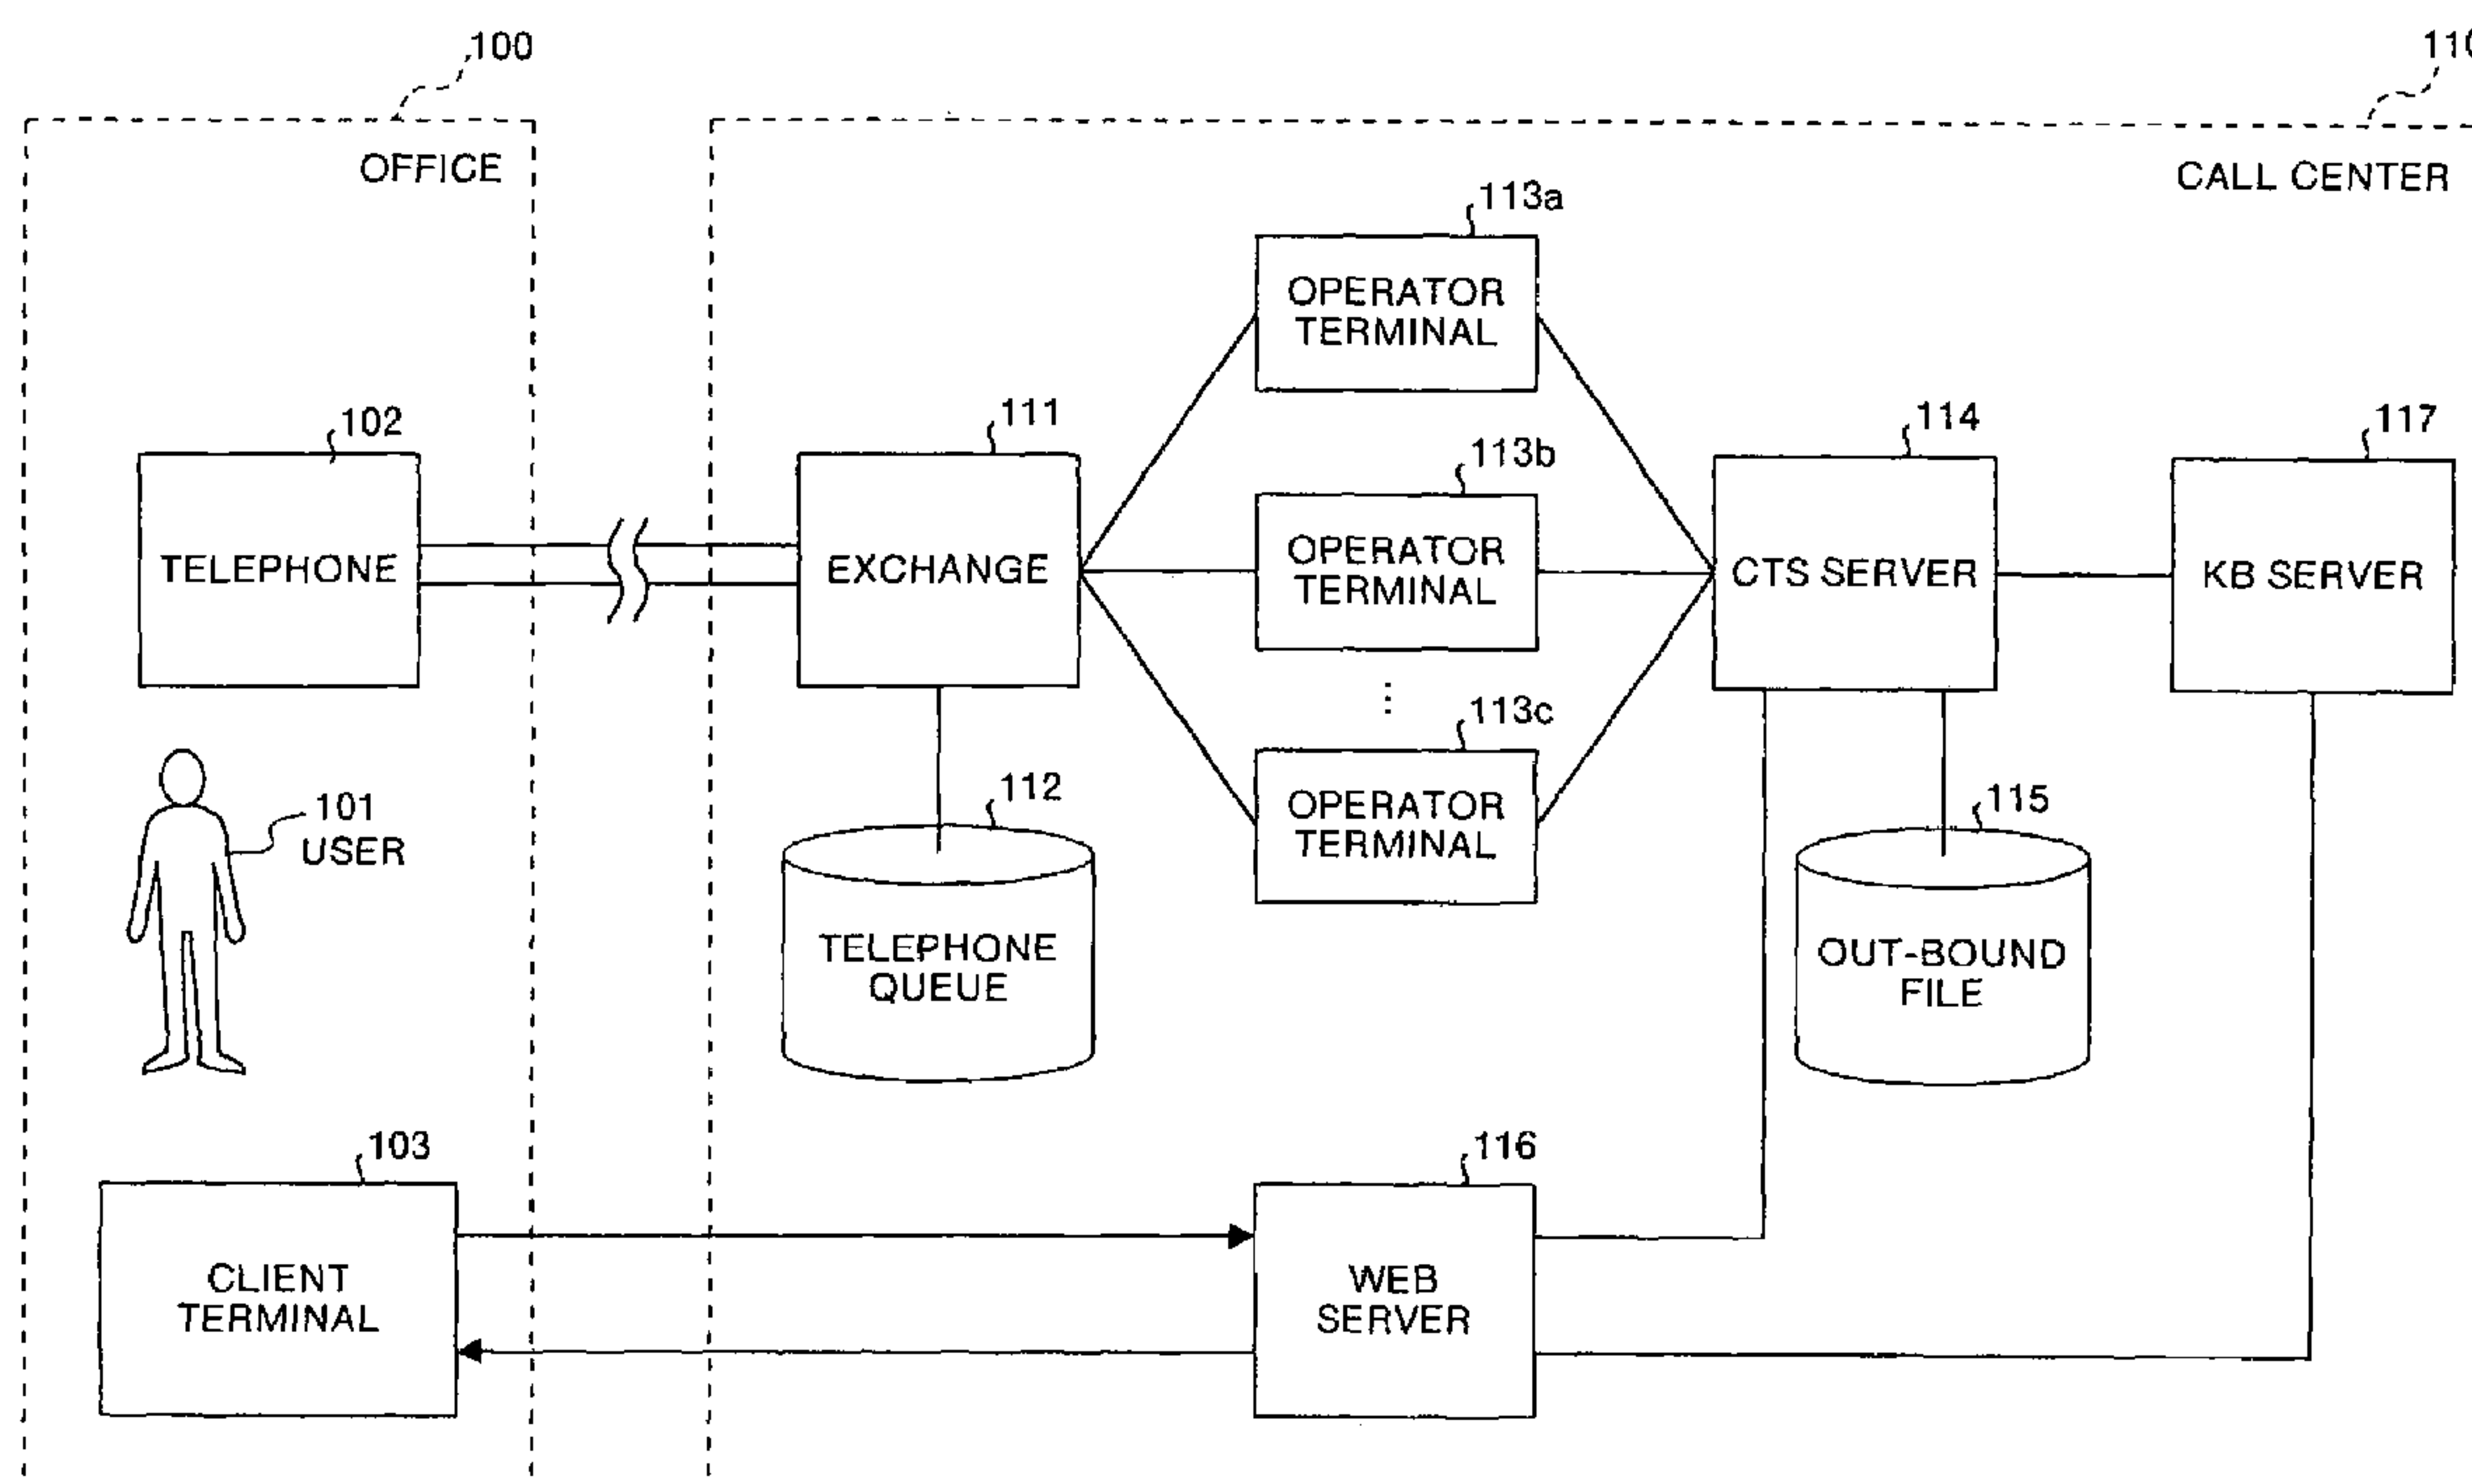 100
110
OFFICE
CALL CENTER
113a
OPERATOR
TERMINAL
102
TELEPHONE
111
EXCHANGE
113b
OPERATOR
TERMINAL
114
CTS SERVER
117
KB SERVER
113c
OPERATOR
TERMINAL
101
USER
112
TELEPHONE
QUEUE
115
OUT-BOUND
FILE
103
CLIENT
TERMINAL
116
WEB
SERVER